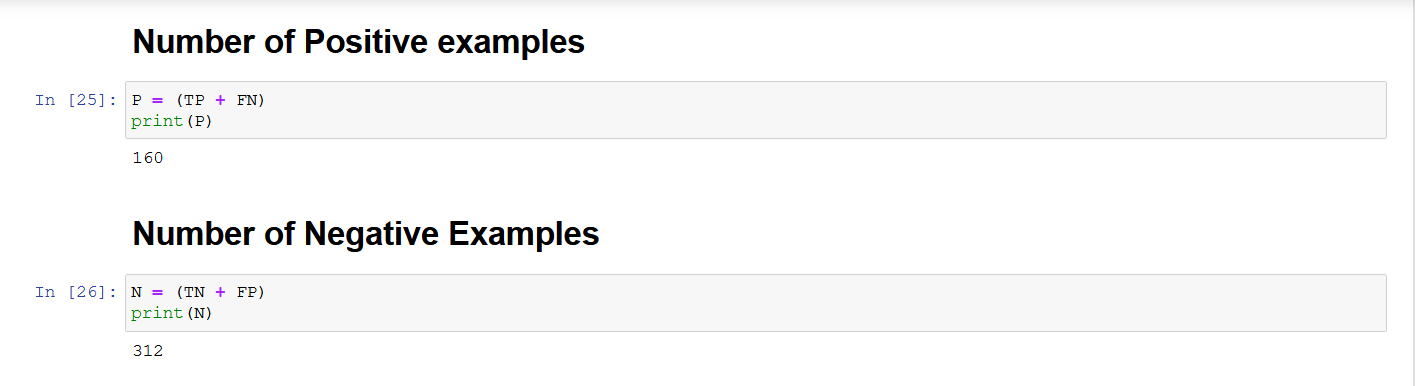 Number of Positive examples
In [25]: P = (TP + FN)
print(P)
160
Number of Negative Examples
In [26]: N = (TN + FP)
print(N)
312